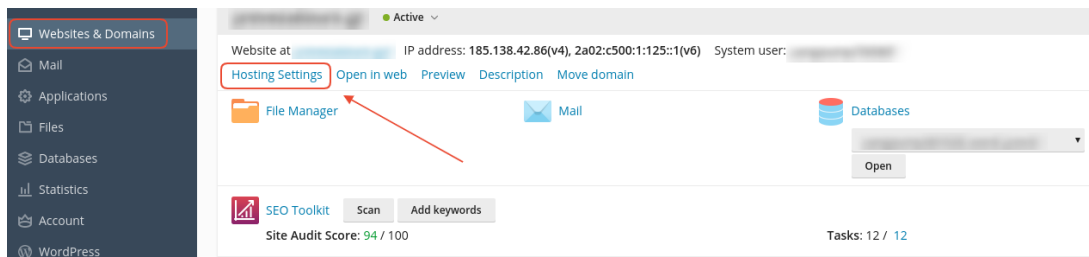 Websites & Domains
Mail
Applications
Files
Databases
Statistics
Account
WordPress
Active
Website at
IP address: 185.138.42.86(v4), 2a02:c500:1:125::1(v6) System user:
Hosting Settings Open in web Preview Description Move domain
File Manager
Mail
Databases
Open
SEO Toolkit Scan Add keywords
Site Audit Score: 94 / 100
Tasks: 12 / 12